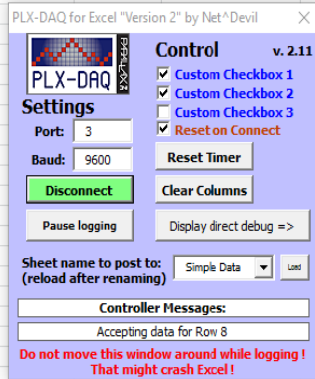 PLX-DAQ for Excel "Version 2" by Net^Devil
PARALLAX
PLX-DAQ
Control v. 2.11
Custom Checkbox 1
Custom Checkbox 2
Custom Checkbox 3
Reset on Connect
Settings
Port: 3
Baud: 9600
Reset Timer
Disconnect
Clear Columns
Pause logging
Display direct debug =>
Sheet name to post to:
(reload after renaming)
Simple Data
Load
Controller Messages:
Accepting data for Row 8
Do not move this window around while logging !
That might crash Excel !